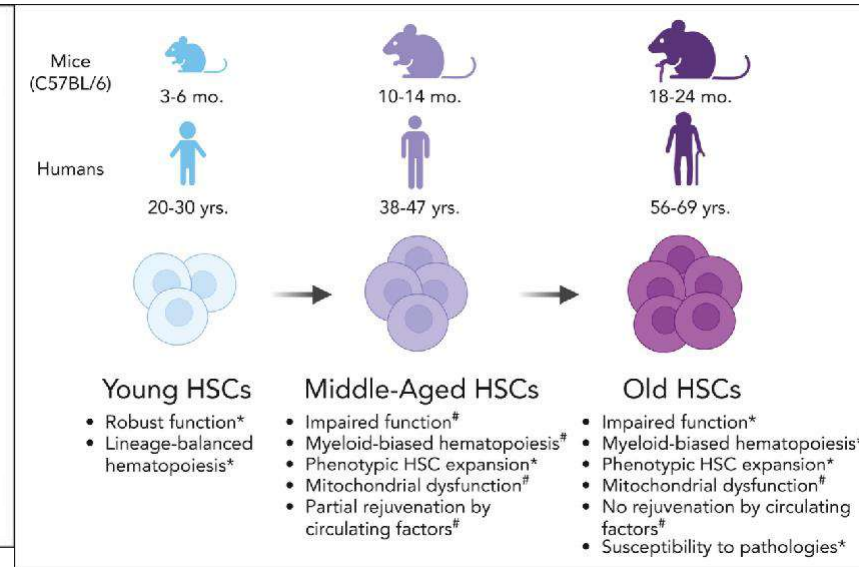 Mice
(C57BL/6)
3-6 mo.
10-14 mo.
18-24 mo.
Humans
20-30 yrs.
38-47 yrs.
56-69 yrs.
Young HSCs
• Robust function*
• Lineage-balanced
hematopoiesis*
Middle-Aged HSCs
• Impaired function#
• Myeloid-biased hematopoiesis#
• Phenotypic HSC expansion*
• Mitochondrial dysfunction#
• Partial rejuvenation by
circulating factors#
Old HSCs
• Impaired function*
• Myeloid-biased hematopoiesis*
• Phenotypic HSC expansion*
• Mitochondrial dysfunction#
• No rejuvenation by circulating
factors#
• Susceptibility to pathologies*